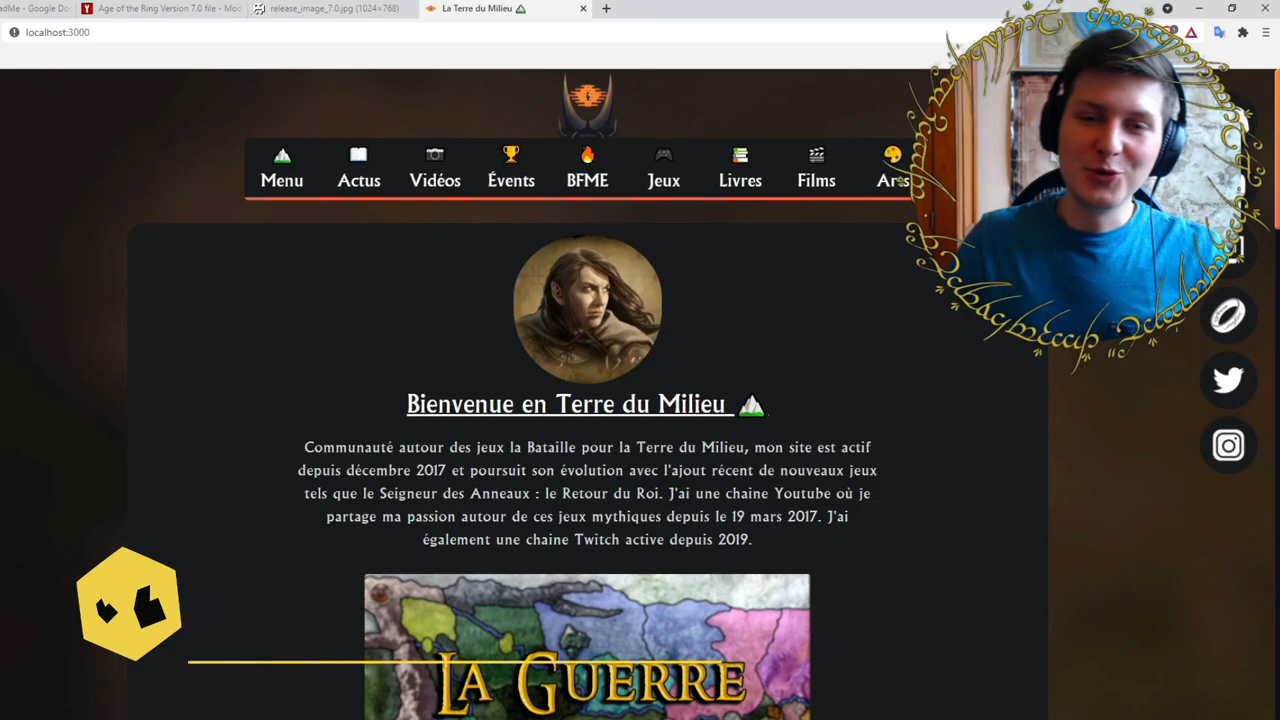 adMe - Google Do
Age of the Ring Version 7.0 file - Mod
release_image_7.0.jpg (1024×768)
La Terre du Milieu
localhost:3000
Menu
Actus
Vidéos
Évents
BFME
Jeux
Livres
Films
Arts
Bienvenue en Terre du Milieu
Communauté autour des jeux la Bataille pour la Terre du Milieu, mon site est actif
depuis décembre 2017 et poursuit son évolution avec l'ajout récent de nouveaux jeux
tels que le Seigneur des Anneaux : le Retour du Roi. J'ai une chaine Youtube où je
partage ma passion autour de ces jeux mythiques depuis le 19 mars 2017. J'ai
également une chaine Twitch active depuis 2019.
La Guerre